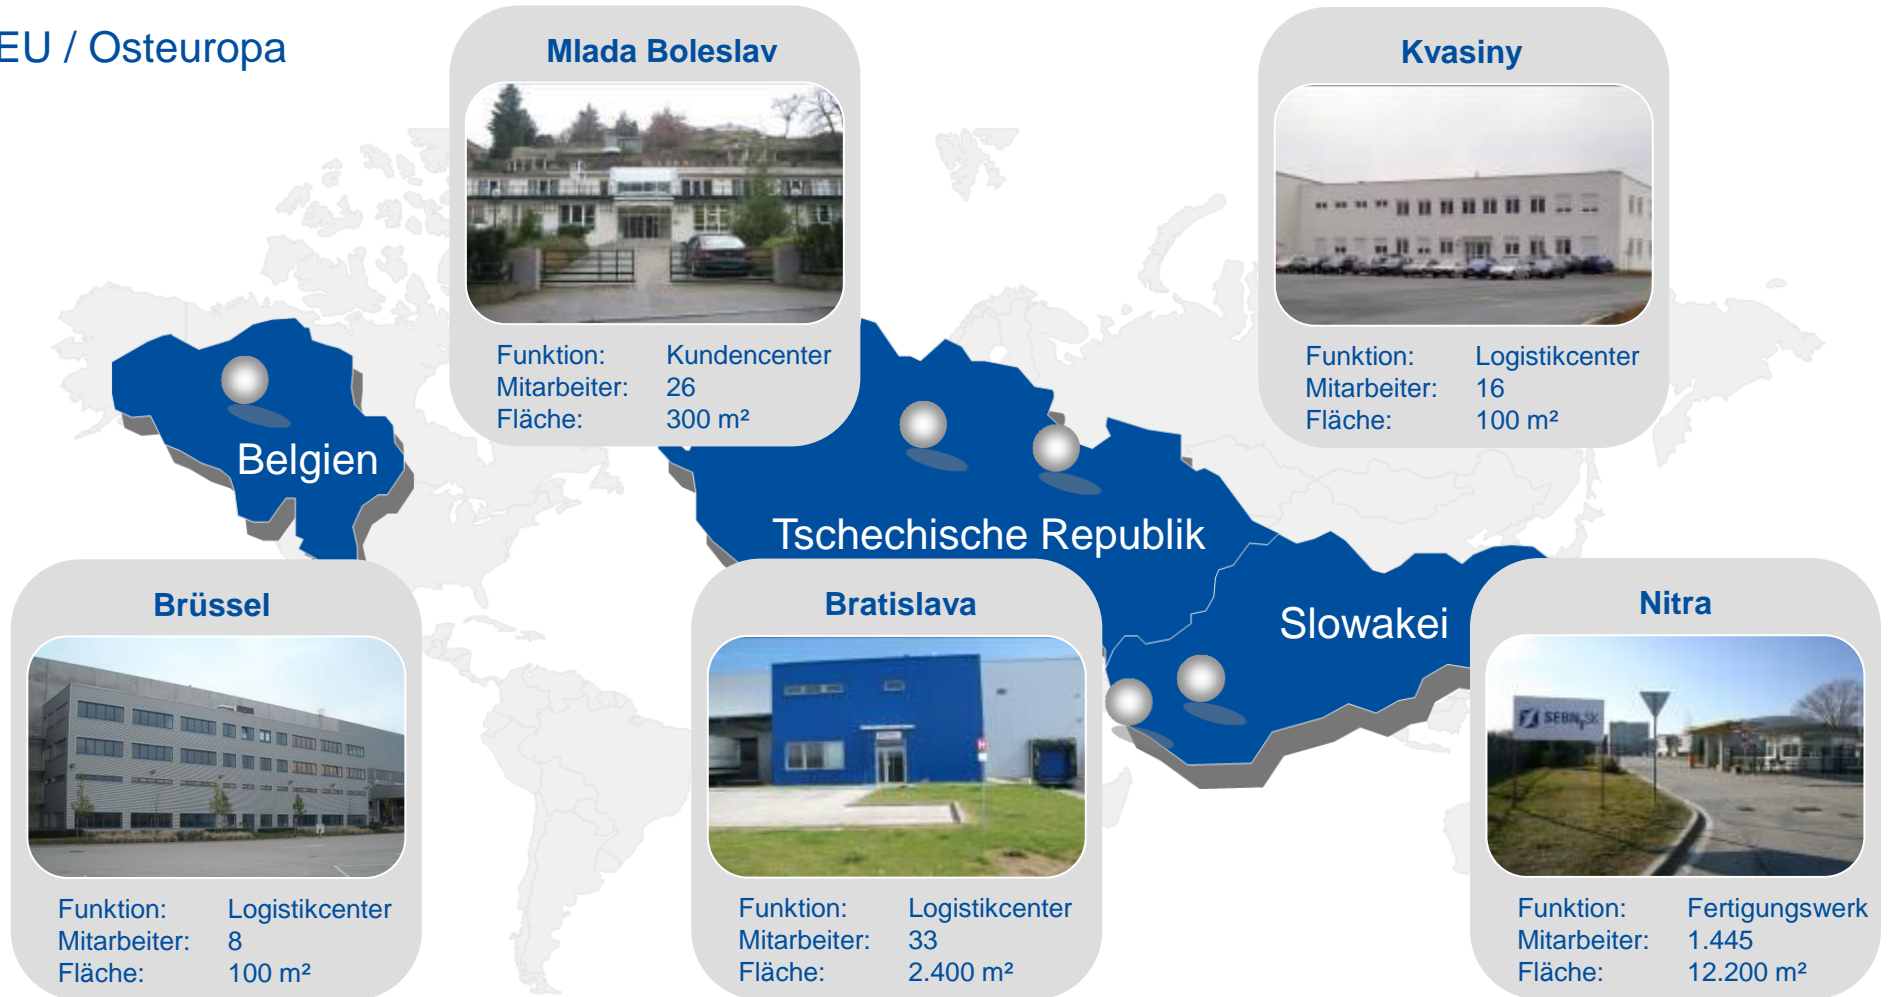 EU / Osteuropa
Mlada Boleslav
Funktion: Kundencenter
Mitarbeiter: 26
Fläche: 300 m²
Kvasiny
Funktion: Logistikcenter
Mitarbeiter: 16
Fläche: 100 m²
Belgien
Tschechische Republik
Slowakei
Brüssel
Funktion: Logistikcenter
Mitarbeiter: 8
Fläche: 100 m²
Bratislava
Funktion: Logistikcenter
Mitarbeiter: 33
Fläche: 2.400 m²
Nitra
SEBN SK
Funktion: Fertigungswerk
Mitarbeiter: 1.445
Fläche: 12.200 m²